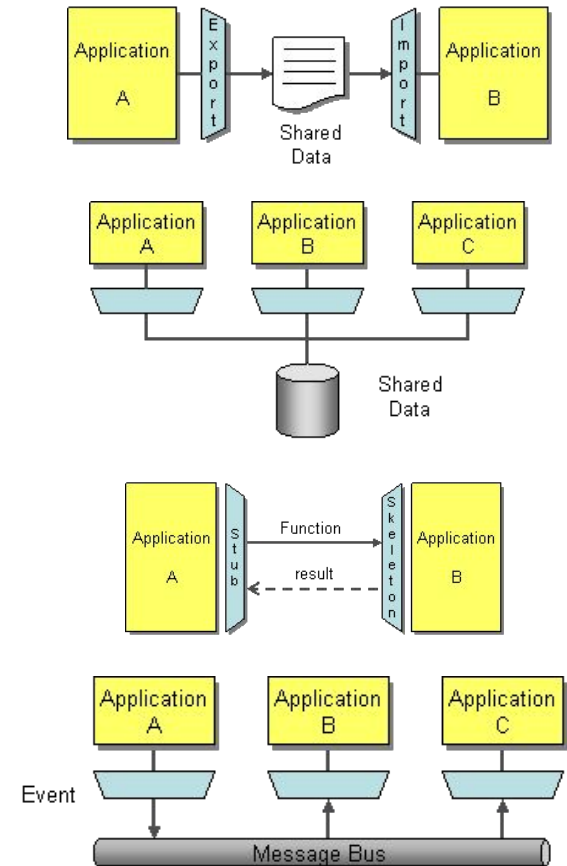 Application
A
Export
Shared
Data
Import
Application
B
Application
A
Application
B
Application
C
Shared
Data
Application
A
Stub
Function
result
Skeleton
Application
B
Application
A
Application
B
Application
C
Event
Message Bus